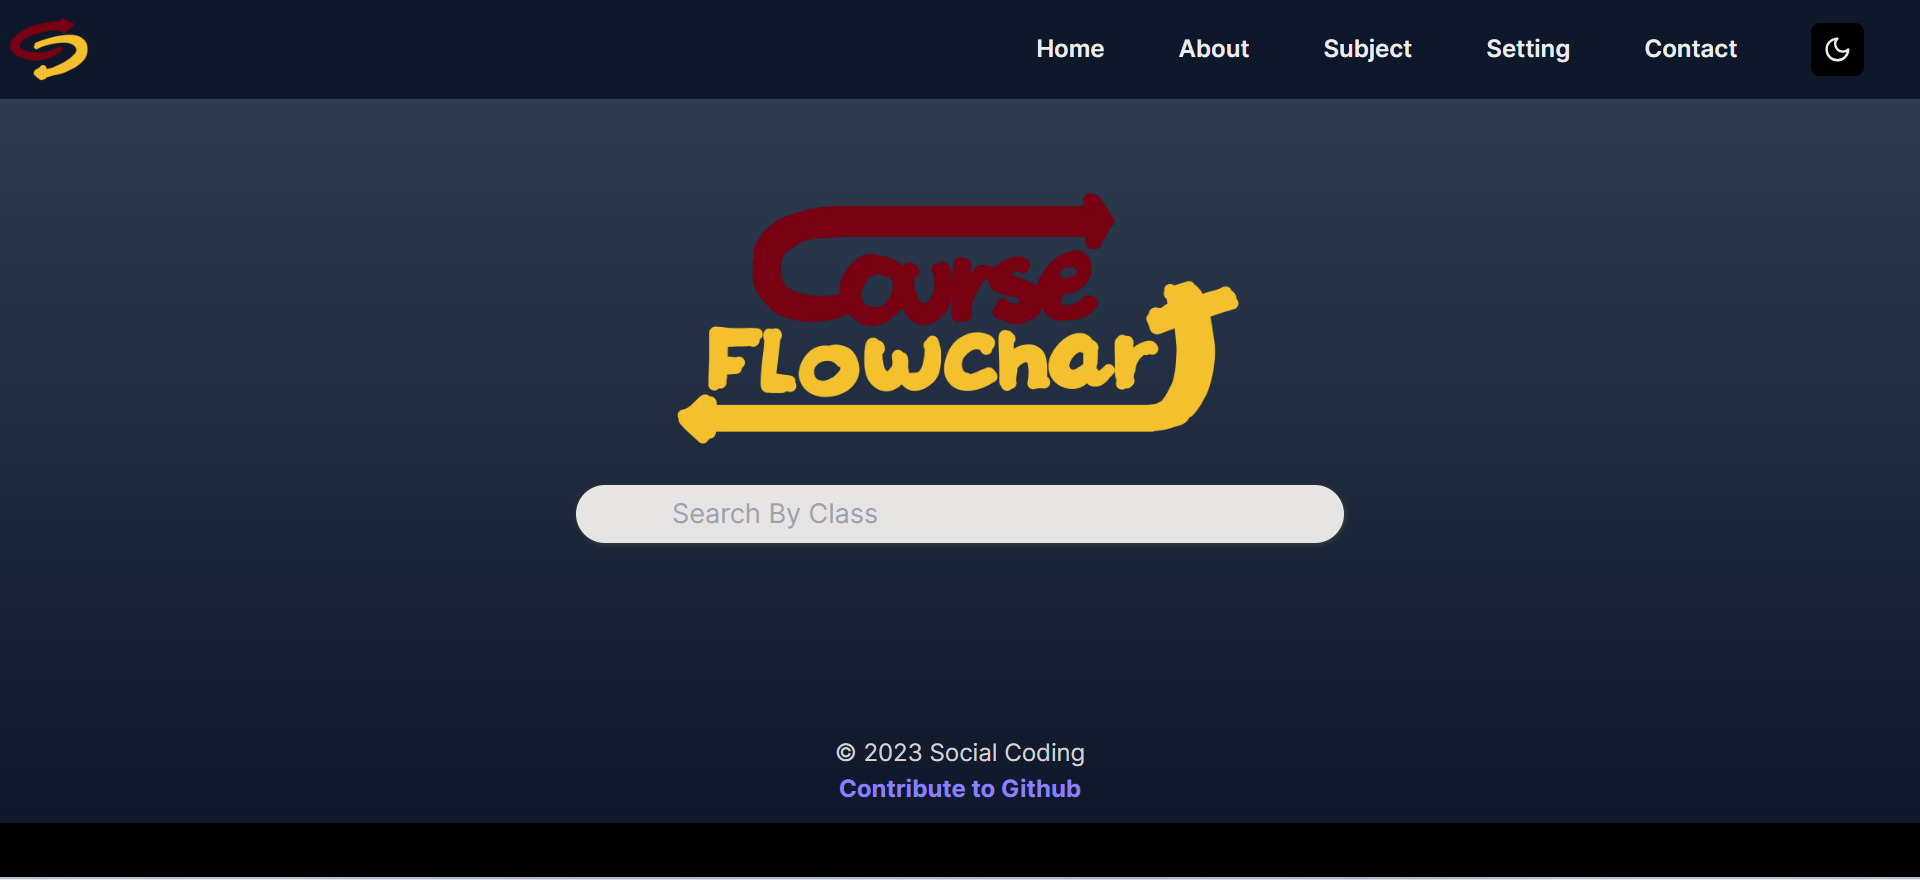 Home About Subject Setting Contact
Course
FlowcharT
Search By Class
© 2023 Social Coding
Contribute to Github